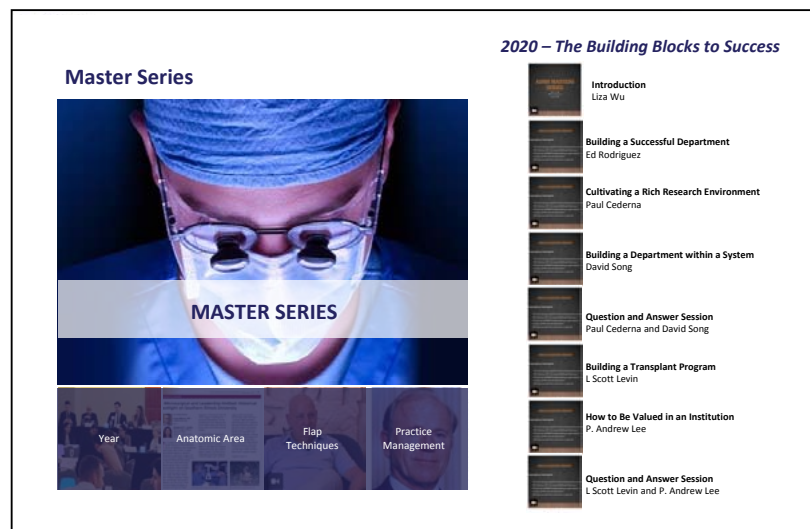 Master Series
MASTER SERIES
Year
Anatomic Area
Flap
Techniques
Practice
Management
2020 – The Building Blocks to Success
Introduction
Liza Wu
Building a Successful Department
Ed Rodriguez
Cultivating a Rich Research Environment
Paul Cederna
Building a Department within a System
David Song
Question and Answer Session
Paul Cederna and David Song
Building a Transplant Program
L Scott Levin
How to Be Valued in an Institution
P. Andrew Lee
Question and Answer Session
L Scott Levin and P. Andrew Lee